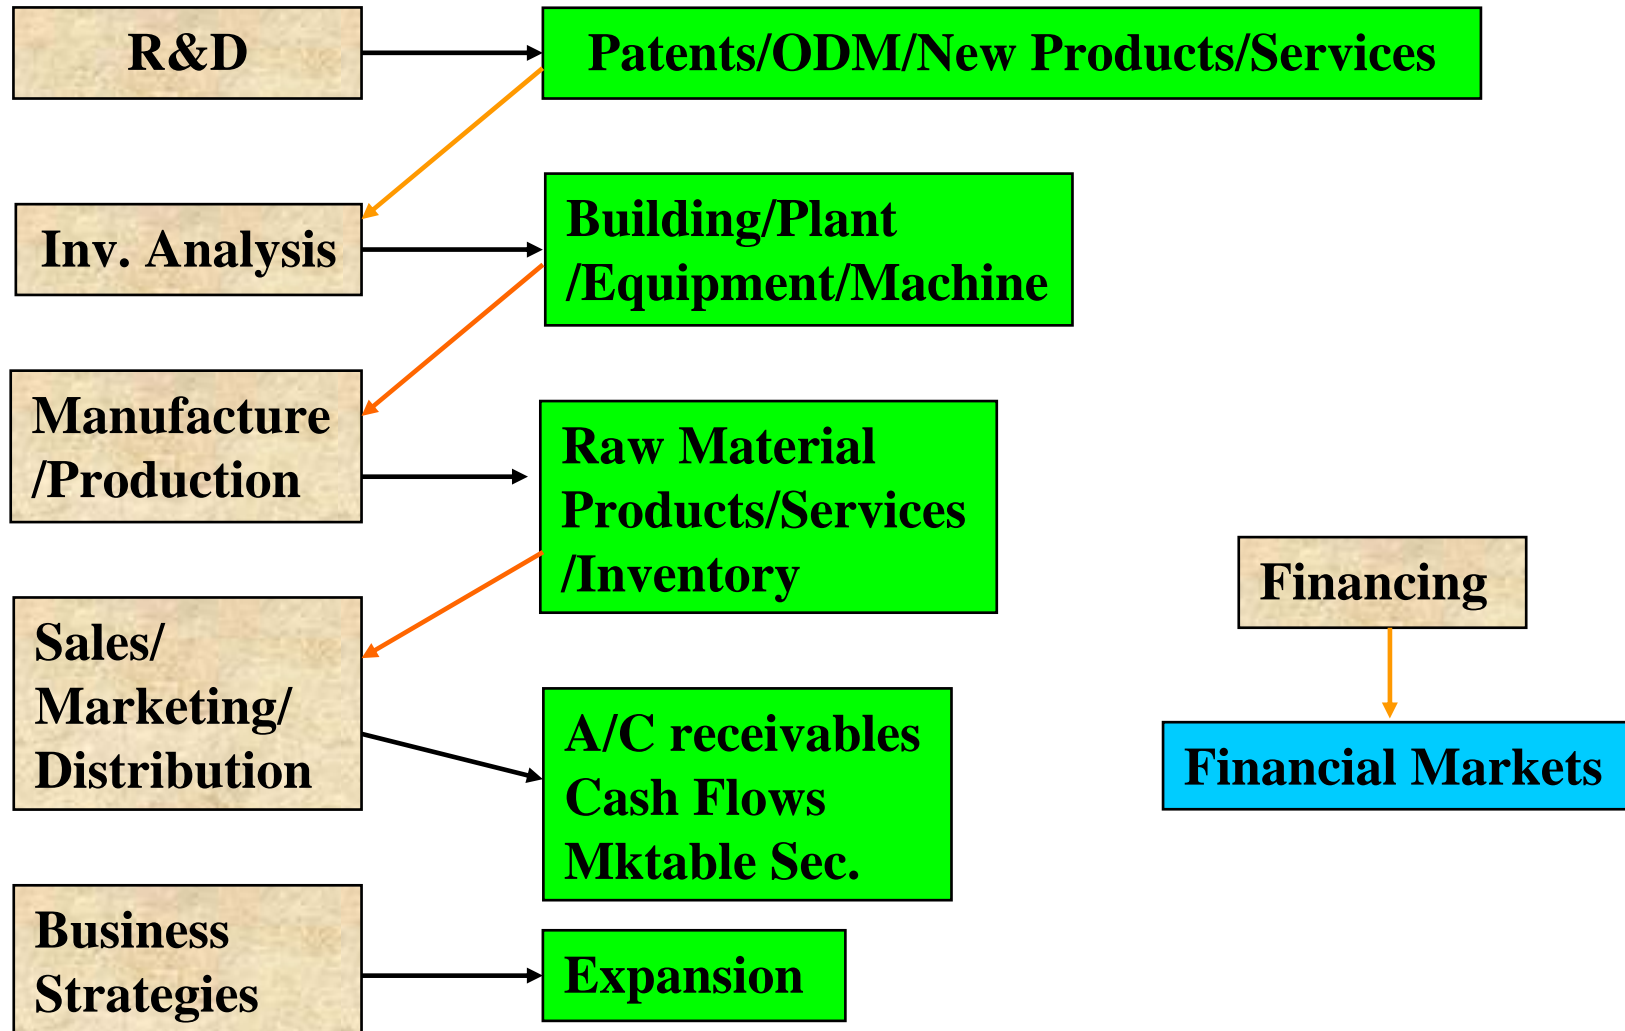 R&D
Patents/ODM/New Products/Services
Inv. Analysis
Building/Plant
/Equipment/Machine
Manufacture
/Production
Raw Material
Products/Services
/Inventory
Financing
Sales/
Marketing/
Distribution
A/C receivables
Cash Flows
Mktable Sec.
Financial Markets
Business
Strategies
Expansion